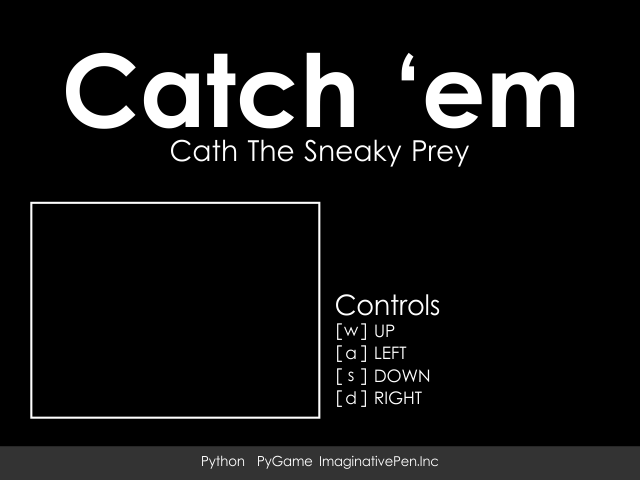 Catch ‘em
Cath The Sneaky Prey
Controls
[w] UP
[a] LEFT
[s] DOWN
[d] RIGHT
Python PyGame ImaginativePen.Inc